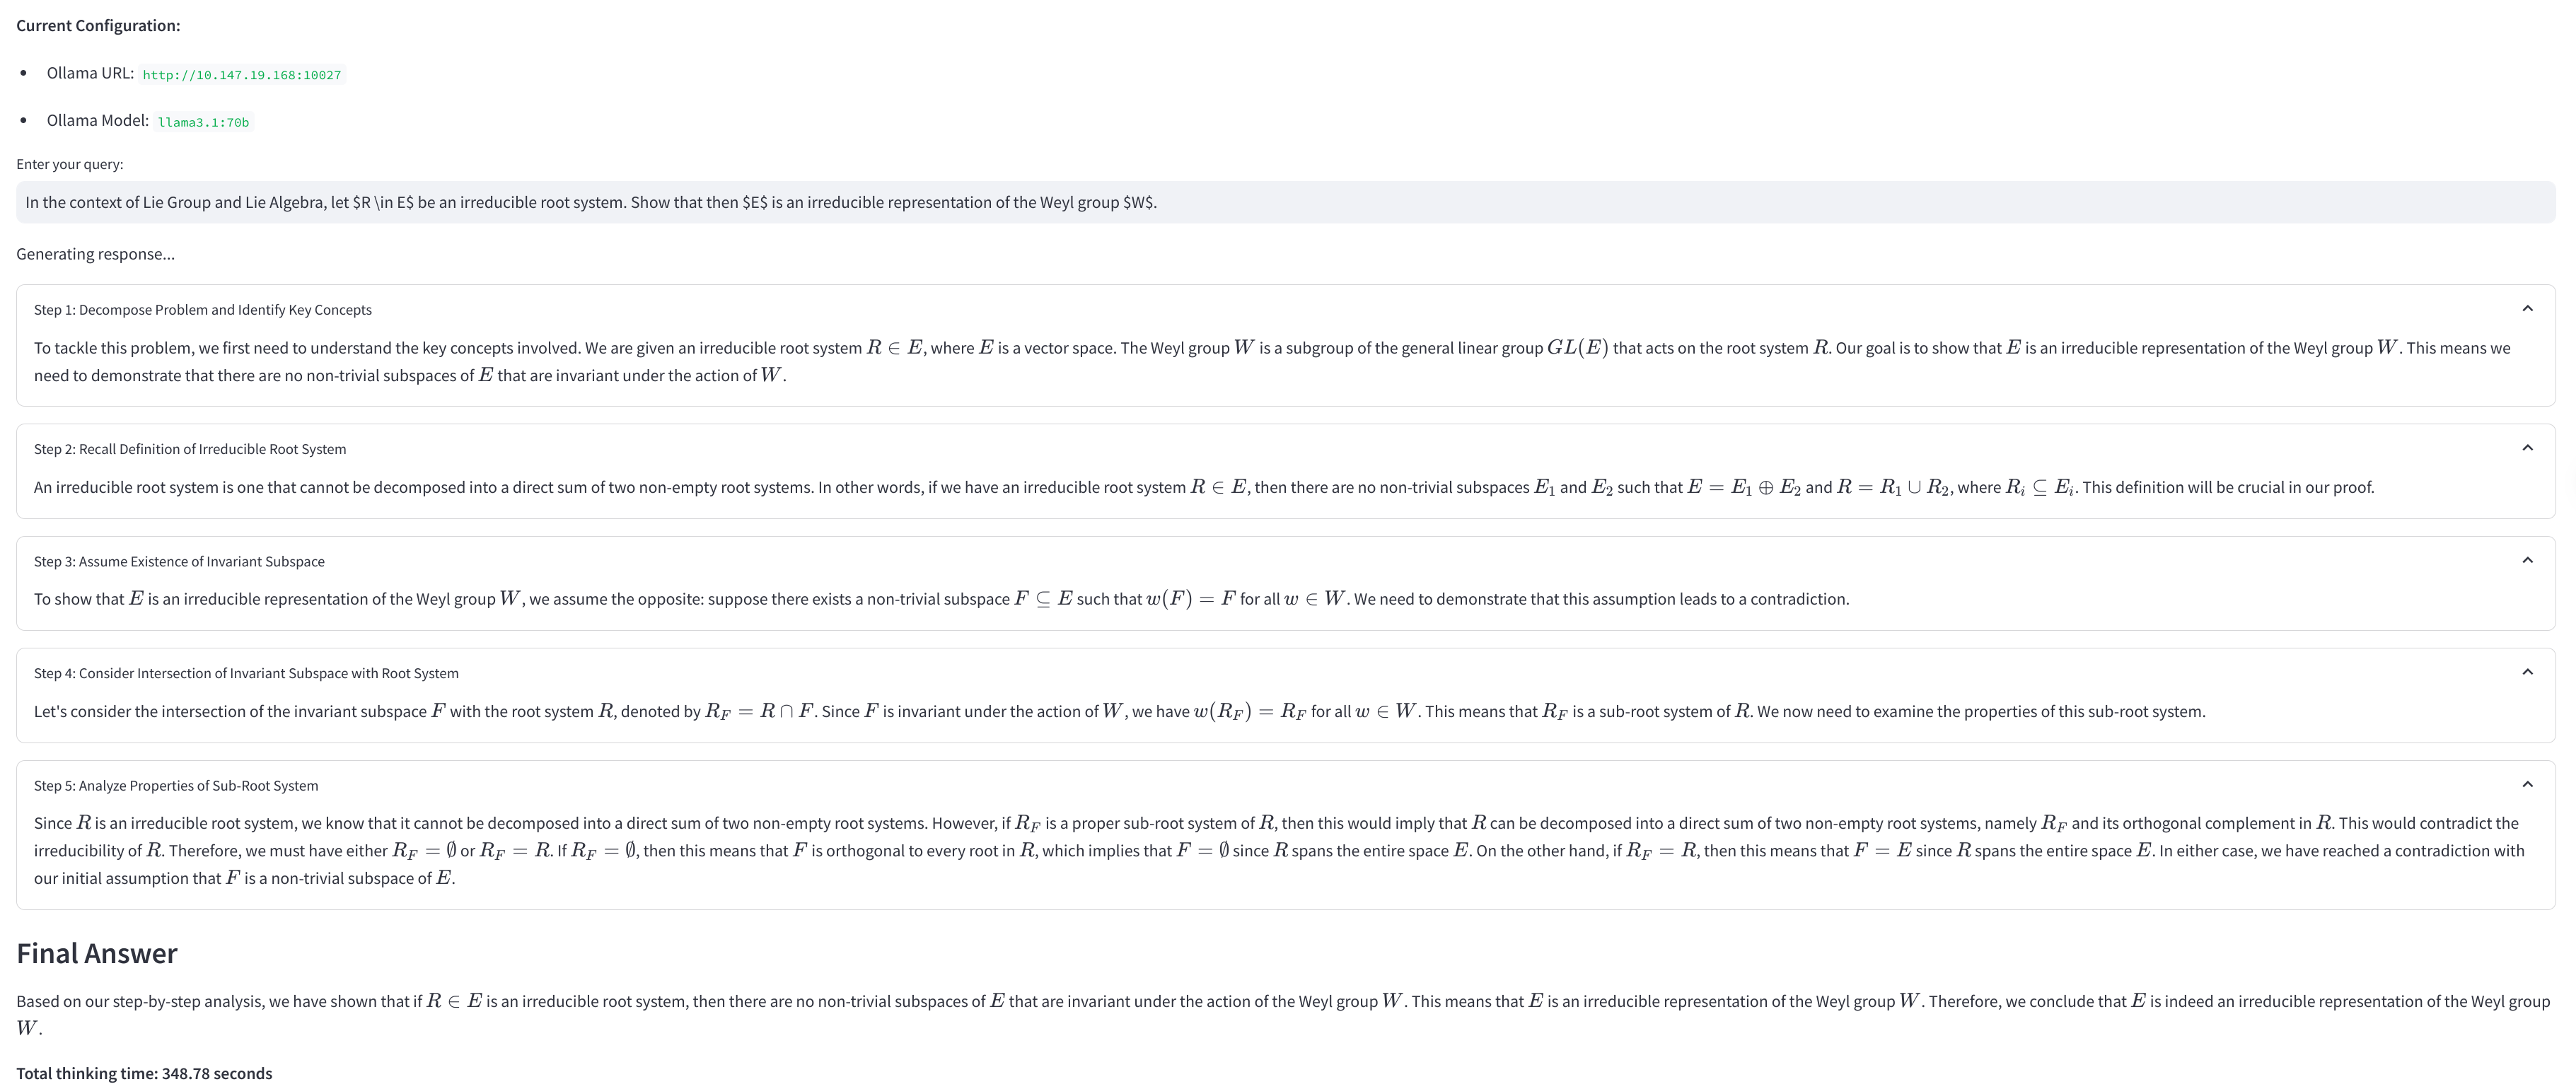 Current Configuration:
• Ollama URL: http://10.147.19.168:10027
• Ollama Model: llama3.1:70b
Enter your query:
In the context of Lie Group and Lie Algebra, let $R \in E$ be an irreducible root system. Show that then $E$ is an irreducible representation of the Weyl group $W$.
Generating response...
Step 1: Decompose Problem and Identify Key Concepts
To tackle this problem, we first need to understand the key concepts involved. We are given an irreducible root system R ∈ E, where E is a vector space. The Weyl group W is a subgroup of the general linear group GL(E) that acts on the root system R. Our goal is to show that E is an irreducible representation of the Weyl group W. This means we
need to demonstrate that there are no non-trivial subspaces of E that are invariant under the action of W.
Step 2: Recall Definition of Irreducible Root System
An irreducible root system is one that cannot be decomposed into a direct sum of two non-empty root systems. In other words, if we have an irreducible root system R ∈ E, then there are no non-trivial subspaces E₁ and E₂ such that E = E₁ ⊕ E₂ and R = R₁ ∪ R₂, where Rᵢ ⊆ Eᵢ. This definition will be crucial in our proof.
Step 3: Assume Existence of Invariant Subspace
To show that E is an irreducible representation of the Weyl group W, we assume the opposite: suppose there exists a non-trivial subspace F ⊆ E such that w(F) = F for all w ∈ W. We need to demonstrate that this assumption leads to a contradiction.
Step 4: Consider Intersection of Invariant Subspace with Root System
Let's consider the intersection of the invariant subspace F with the root system R, denoted by R_F = R ∩ F. Since F is invariant under the action of W, we have w(R_F) = R_F for all w ∈ W. This means that R_F is a sub-root system of R. We now need to examine the properties of this sub-root system.
Step 5: Analyze Properties of Sub-Root System
Since R is an irreducible root system, we know that it cannot be decomposed into a direct sum of two non-empty root systems. However, if R_F is a proper sub-root system of R, then this would imply that R can be decomposed into a direct sum of two non-empty root systems, namely R_F and its orthogonal complement in R. This would contradict the
irreducibility of R. Therefore, we must have either R_F = ∅ or R_F = R. If R_F = ∅, then this means that F is orthogonal to every root in R, which implies that F = ∅ since R spans the entire space E. On the other hand, if R_F = R, then this means that F = E since R spans the entire space E. In either case, we have reached a contradiction with
our initial assumption that F is a non-trivial subspace of E.
Final Answer
Based on our step-by-step analysis, we have shown that if R ∈ E is an irreducible root system, then there are no non-trivial subspaces of E that are invariant under the action of the Weyl group W. This means that E is an irreducible representation of the Weyl group W. Therefore, we conclude that E is indeed an irreducible representation of the Weyl group
W.
Total thinking time: 348.78 seconds